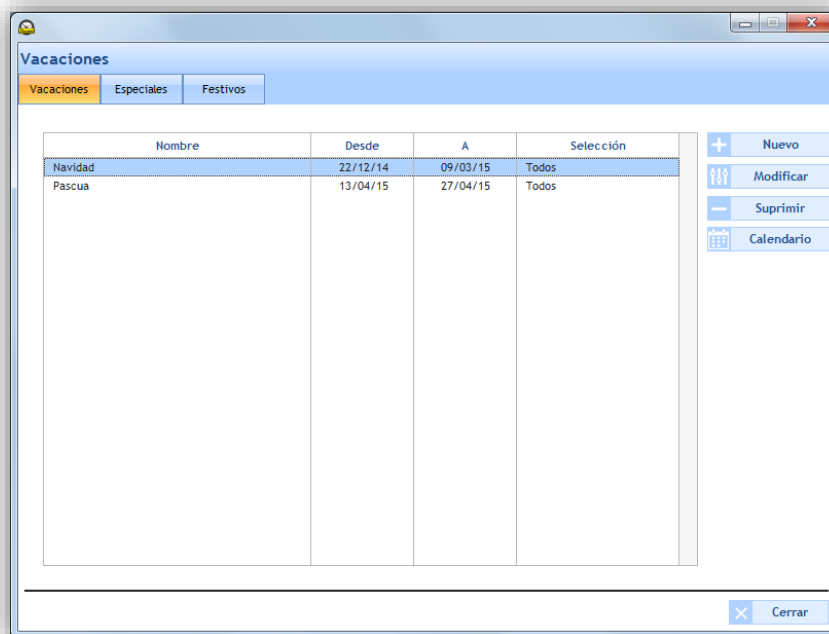 Vacaciones
Vacaciones Especiales Festivos
Nombre Desde A Selección
Navidad 22/12/14 09/03/15 Todos
Pascua 13/04/15 27/04/15 Todos
Nuevo
Modificar
Suprimir
Calendario
Cerrar